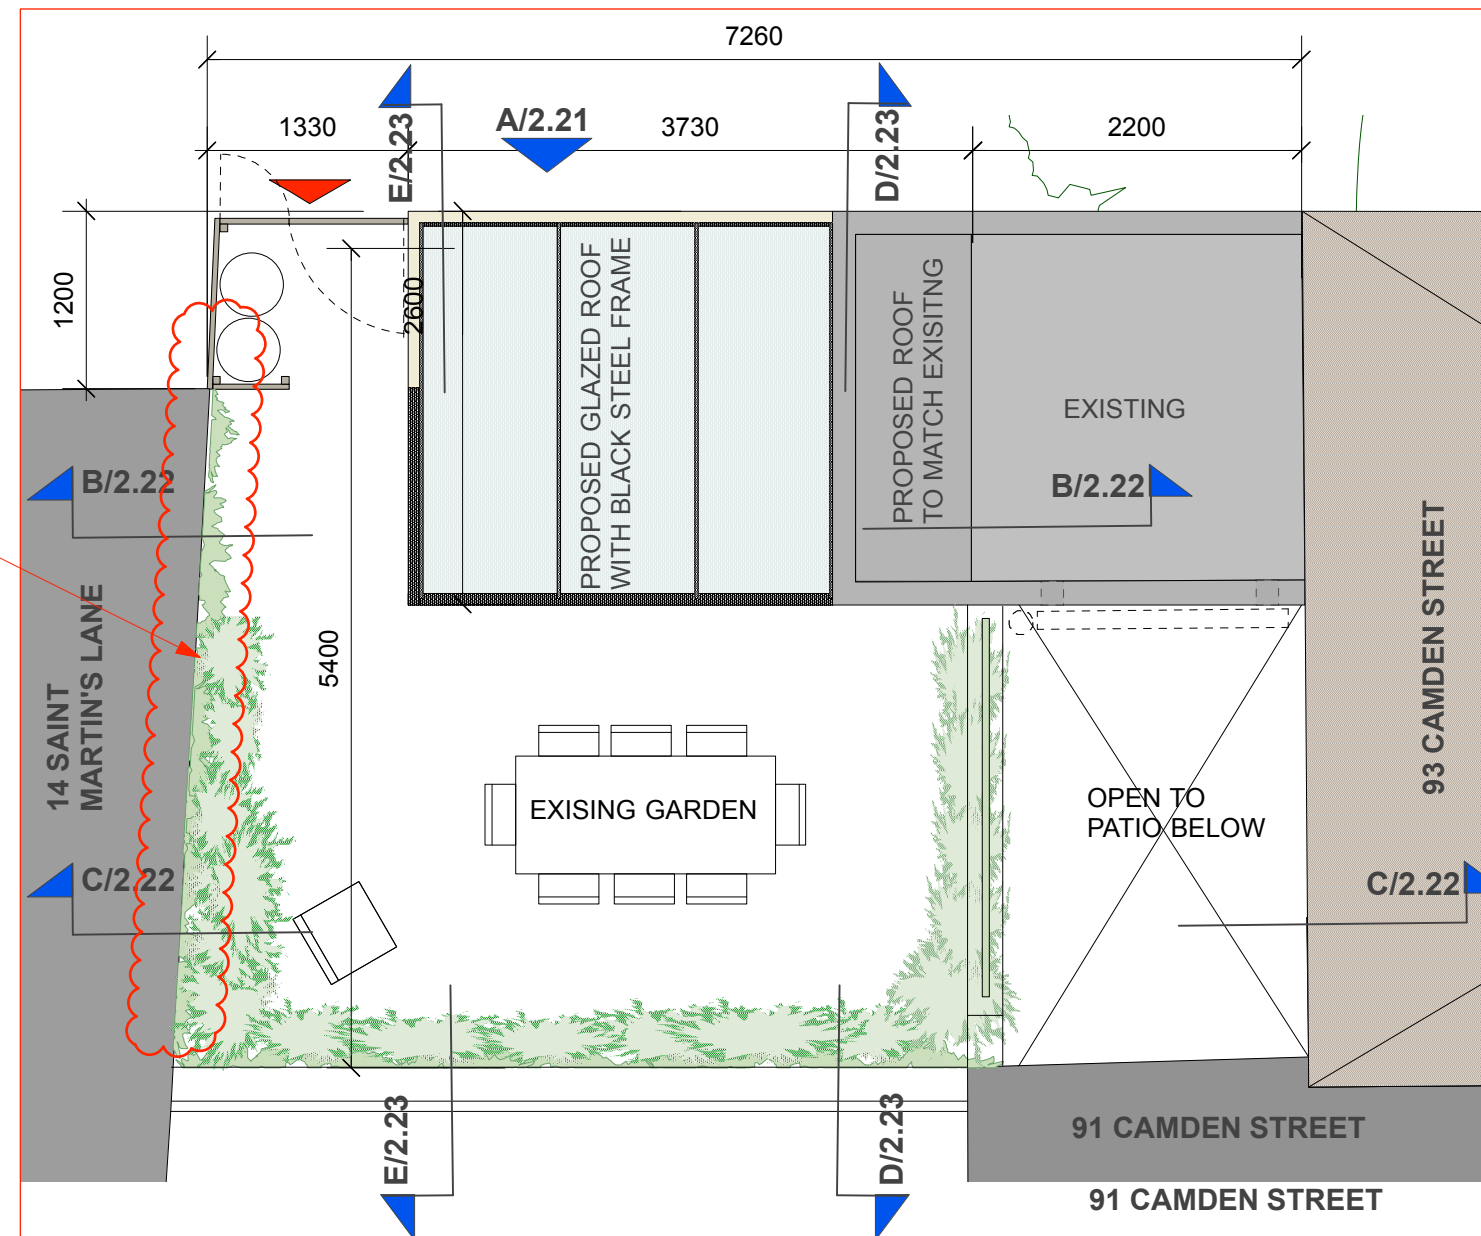 7260
1330
3730
2200
A/2.21
E/2.23
D/2.23
1200
2600
PROPOSED GLAZED ROOF
WITH BLACK STEEL FRAME
PROPOSED ROOF
TO MATCH EXISITNG
EXISTING
B/2.22
B/2.22
5400
14 SAINT
MARTIN'S LANE
93 CAMDEN STREET
EXISING GARDEN
OPEN TO
PATIO BELOW
C/2.22
C/2.22
E/2.23
D/2.23
91 CAMDEN STREET
91 CAMDEN STREET